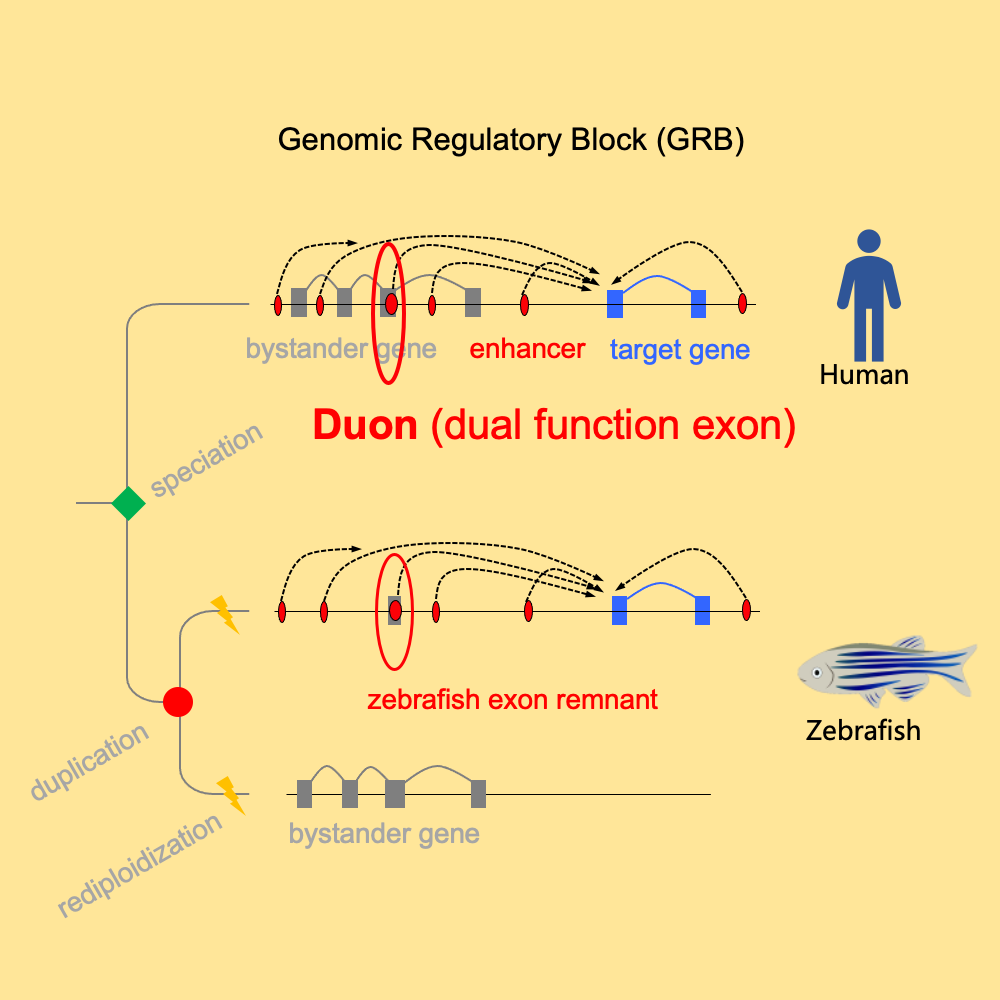 Genomic Regulatory Block (GRB)
bystander gene
enhancer
target gene
Human
Duon (dual function exon)
speciation
zebrafish exon remnant
Zebrafish
duplication
bystander gene
rediploidization